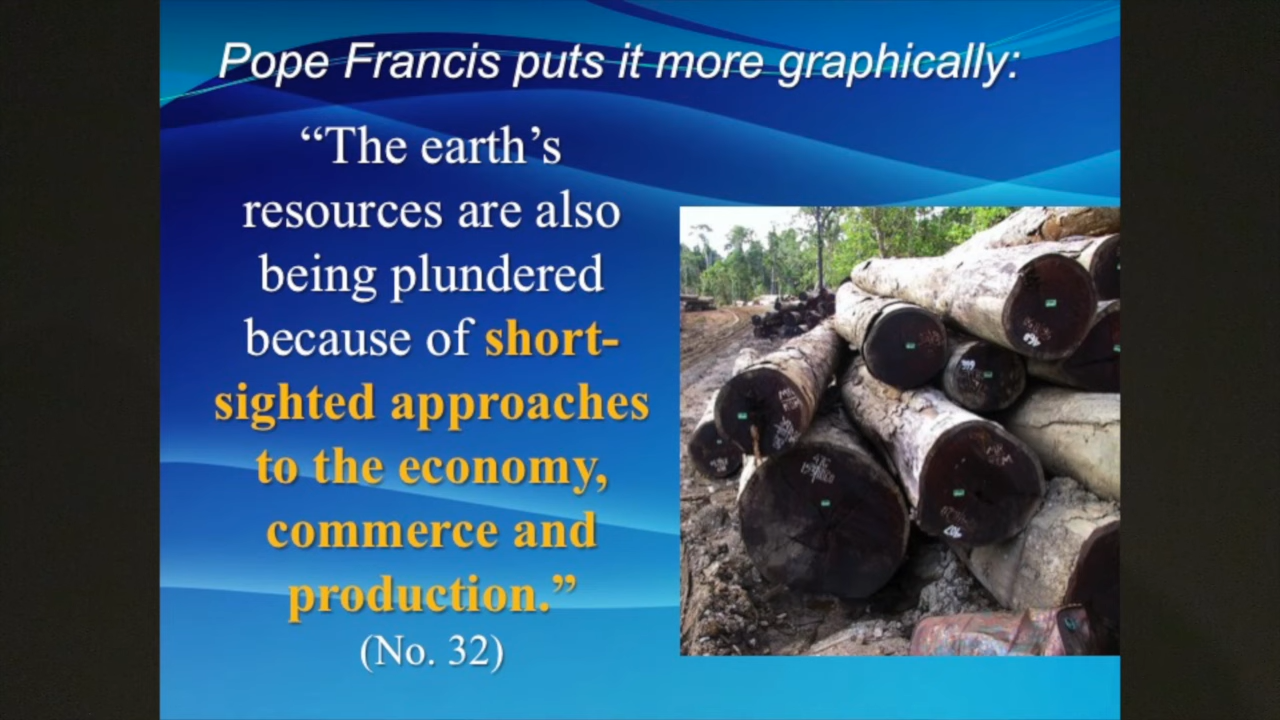 Pope Francis puts it more graphically:
“The earth’s
resources are also
being plundered
because of short-
sighted approaches
to the economy,
commerce and
production.”
(No. 32)